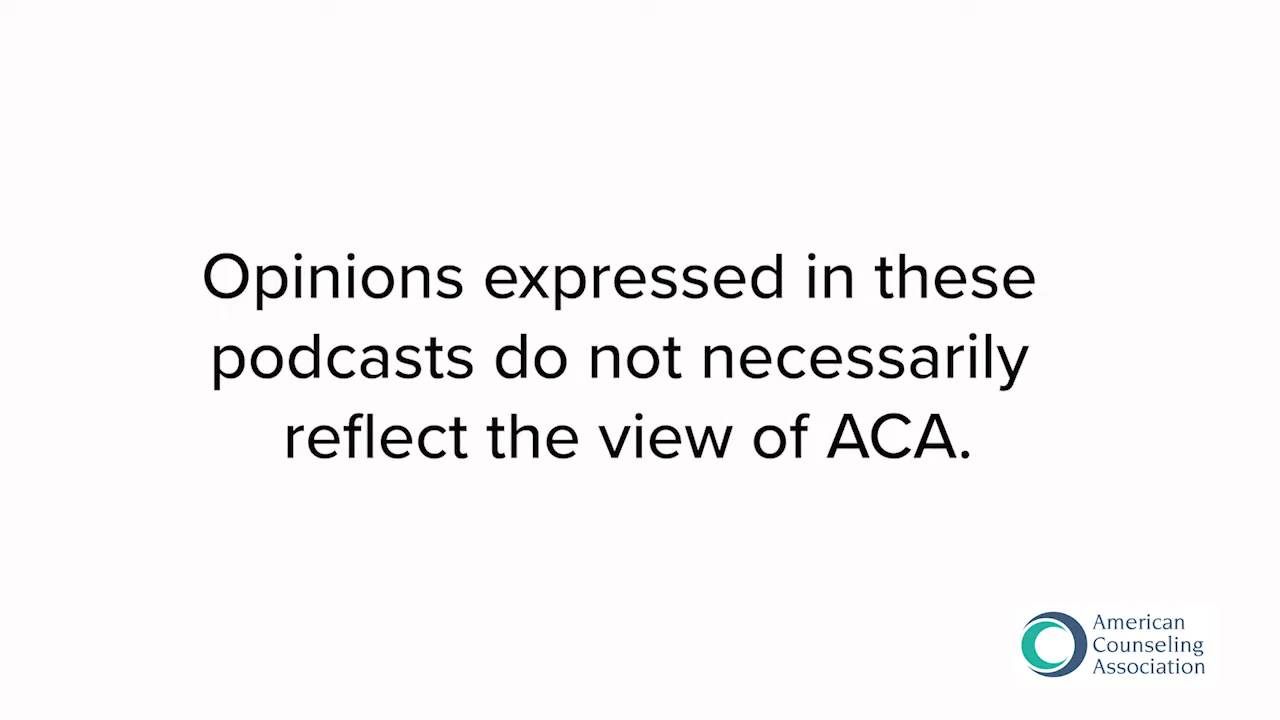 Opinions expressed in these
podcasts do not necessarily
reflect the view of ACA.
American
Counseling
Association